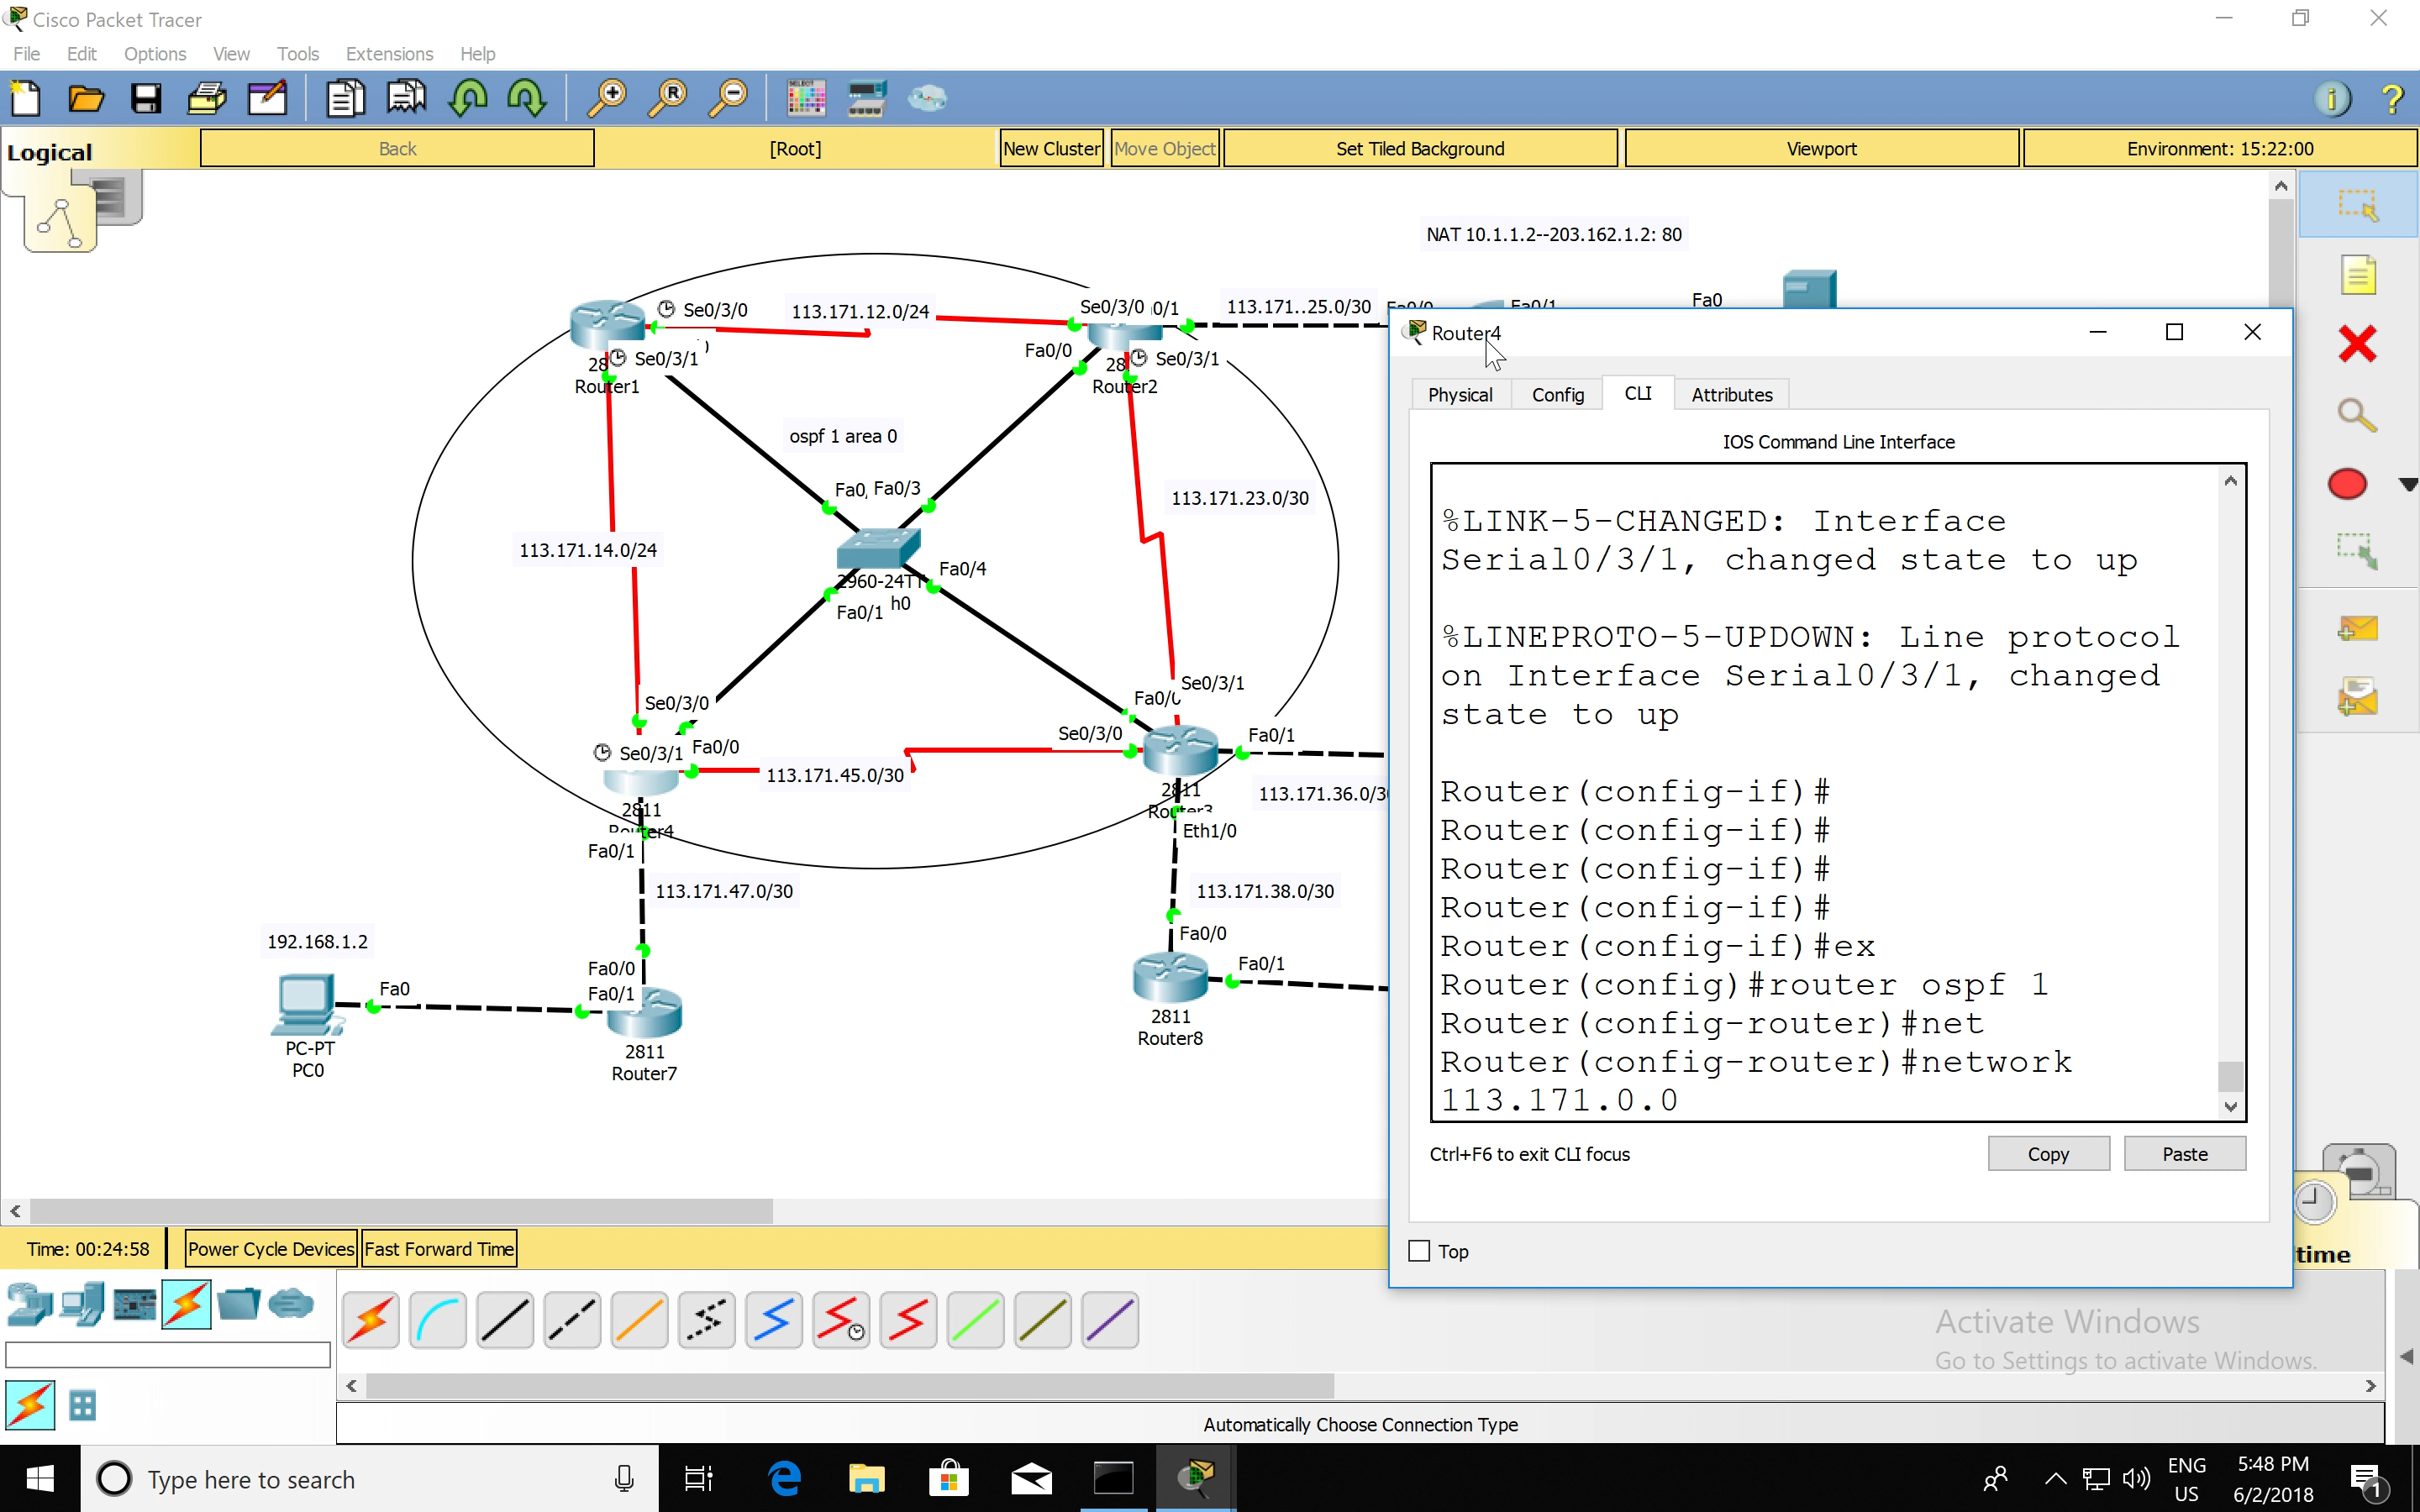 Cisco Packet Tracer
File Edit Options View Tools Extensions Help
Logical
Back
[Root]
New Cluster
Move Object
Set Tiled Background
Viewport
Environment: 15:22:00
NAT 10.1.1.2--203.162.1.2: 80
Se0/3/0
113.171.12.0/24
Se0/3/0
0/1
113.171..25.0/30
Fa0/0
Fa0/1
Fa0
Se0/3/1
28
Router1
Fa0/0
Se0/3/1
28
Router2
ospf 1 area 0
Fa0/3
113.171.23.0/30
113.171.14.0/24
Fa0/4
2960-24TT
h0
Fa0/1
Se0/3/0
Se0/3/1
Fa0/0
Se0/3/1
Fa0/0
Se0/3/0
Fa0/1
113.171.45.0/30
2811
Router4
2811
Router3
113.171.36.0/3
Fa0/1
Eth1/0
113.171.47.0/30
113.171.38.0/30
192.168.1.2
Fa0
Fa0/0
Fa0/1
Fa0/0
Fa0/1
PC-PT
PC0
2811
Router7
2811
Router8
Router4
Physical Config CLI Attributes
IOS Command Line Interface
%LINK-5-CHANGED: Interface
Serial0/3/1, changed state to up
%LINEPROTO-5-UPDOWN: Line protocol
on Interface Serial0/3/1, changed
state to up
Router(config-if)#
Router(config-if)#
Router(config-if)#
Router(config-if)#
Router(config-if)#ex
Router(config)#router ospf 1
Router(config-router)#net
Router(config-router)#network
113.171.0.0
Ctrl+F6 to exit CLI focus
Copy
Paste
Top
Time: 00:24:58
Power Cycle Devices
Fast Forward Time
time
Activate Windows
Go to Settings to activate Windows.
Automatically Choose Connection Type
Type here to search
ENG
US
5:48 PM
6/2/2018
1